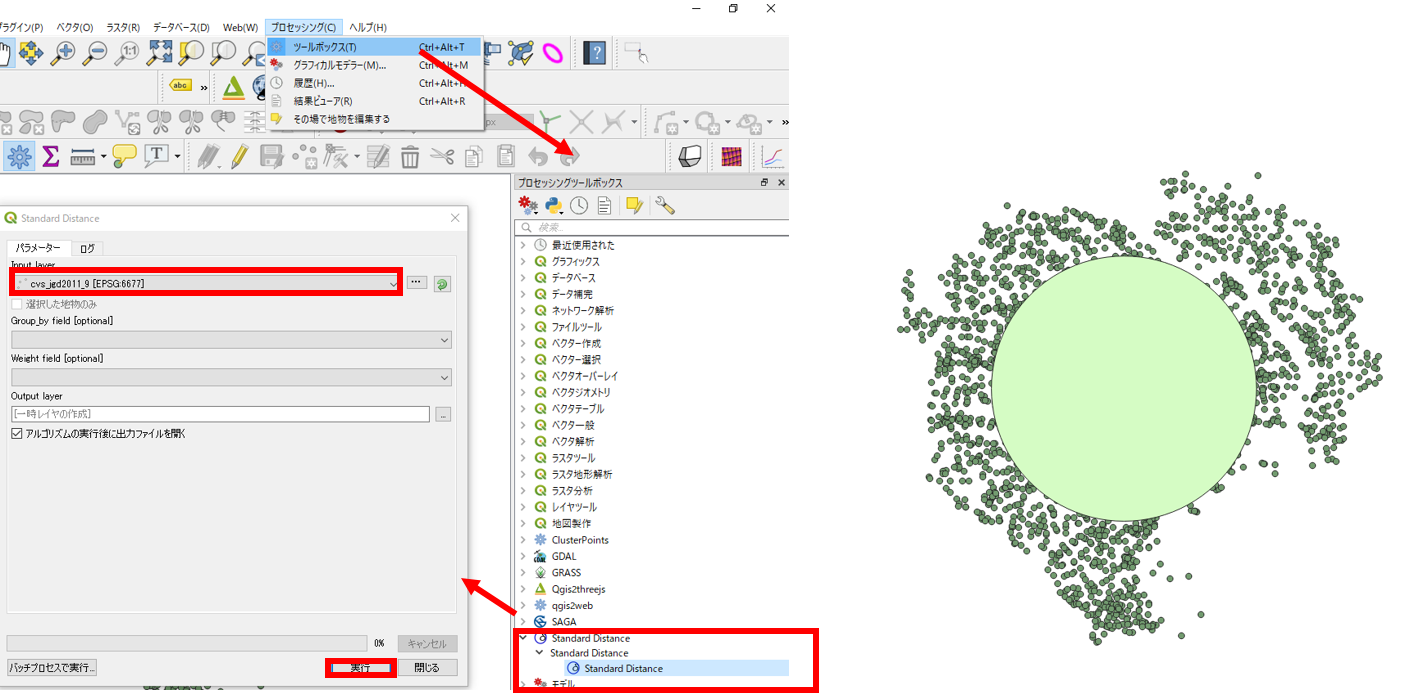 プラグイン(P) ベクタ(O) ラスタ(R) データベース(D) Web(W) プロセッシング(C) ヘルプ(H)
ツールボックス(T) Ctrl+Alt+T
グラフィカルモデラー(M)... Ctrl+Alt+M
履歴(H)...
結果ビューア(R) Ctrl+Alt+R
その場で地物を編集する
1:1
abc
px
T
プロセッシングツールボックス
検索...
最近使用された
グラフィックス
データベース
データ補完
ネットワーク解析
ファイルツール
ベクター作成
ベクター選択
ベクタオーバーレイ
ベクタジオメトリ
ベクタテーブル
ベクター一般
ベクタ解析
ラスタツール
ラスタ地形解析
ラスタ分析
レイヤツール
地図製作
ClusterPoints
GDAL
GRASS
Qgis2threejs
qgis2web
SAGA
Standard Distance
Standard Distance
Standard Distance
モデル
Standard Distance
パラメーター ログ
Input layer
cvs_jgd2011_9 [EPSG:6677]
選択した地物のみ
Group_by field [optional]
Weight field [optional]
Output layer
[一時レイヤの作成]
アルゴリズムの実行後に出力ファイルを開く
0% キャンセル
バッチプロセスで実行... 実行 閉じる